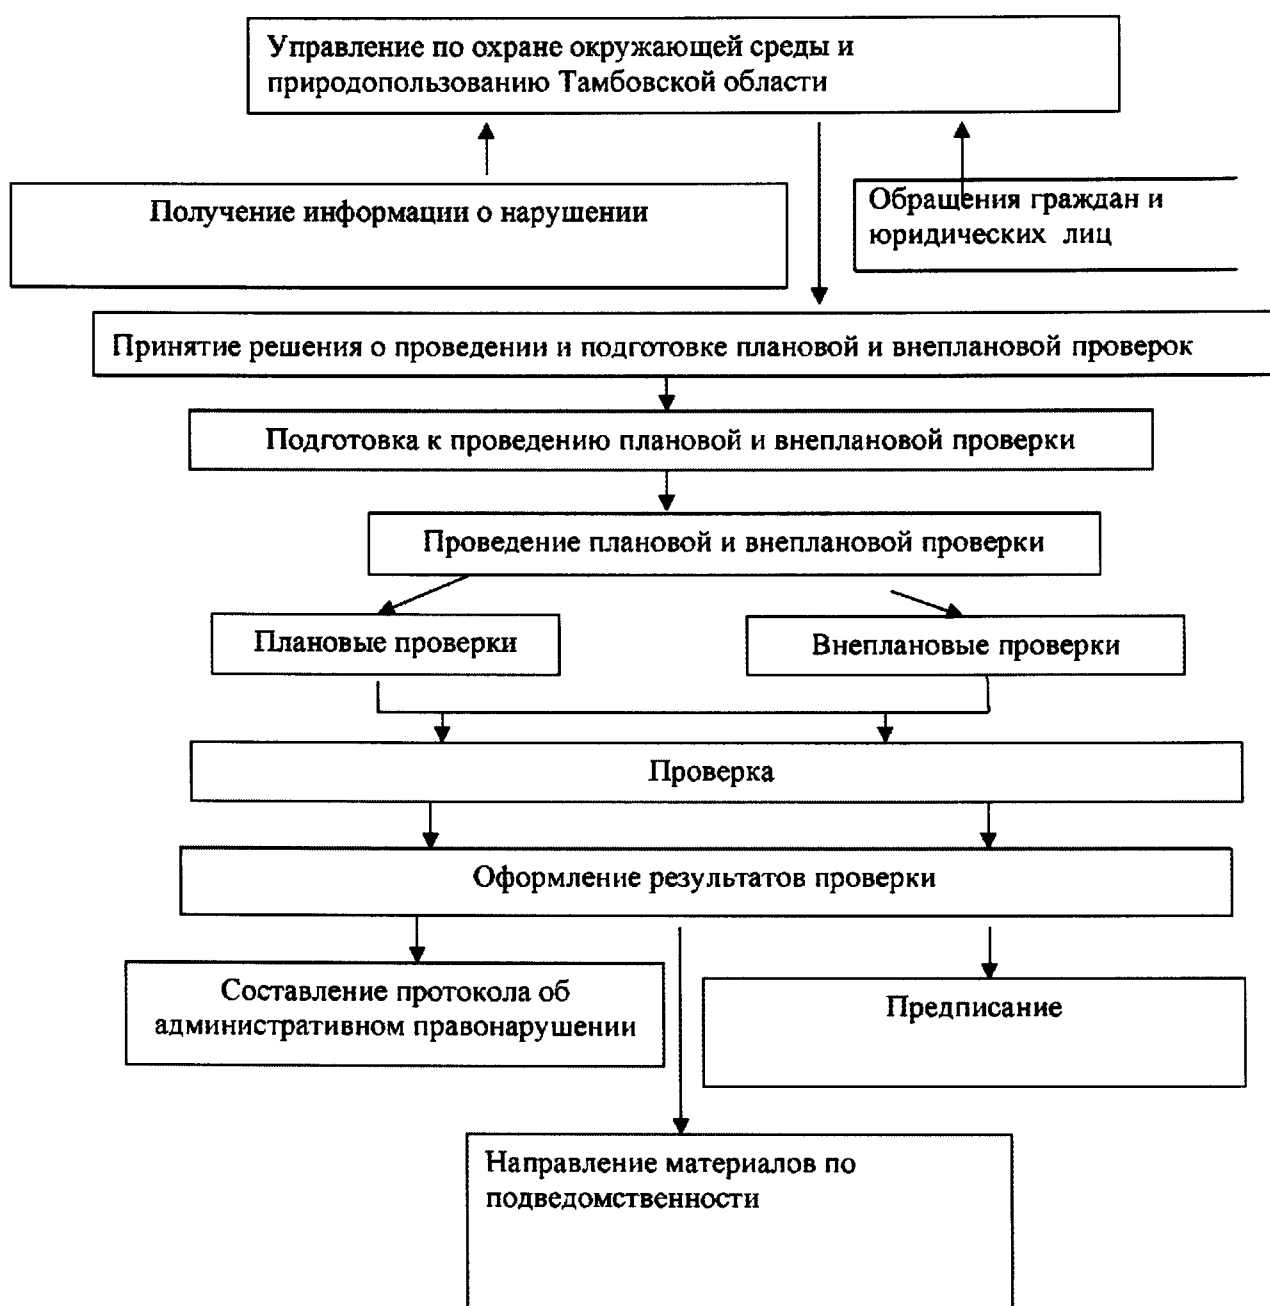 Управление по охране окружающей среды и
природопользованию Тамбовской области
Получение информации о нарушении
Обращения граждан и
юридических лиц
Принятие решения о проведении и подготовке плановой и внеплановой проверок
Подготовка к проведению плановой и внеплановой проверки
Проведение плановой и внеплановой проверки
Плановые проверки
Внеплановые проверки
Проверка
Оформление результатов проверки
Составление протокола об
административном правонарушении
Предписание
Направление материалов по
подведомственности